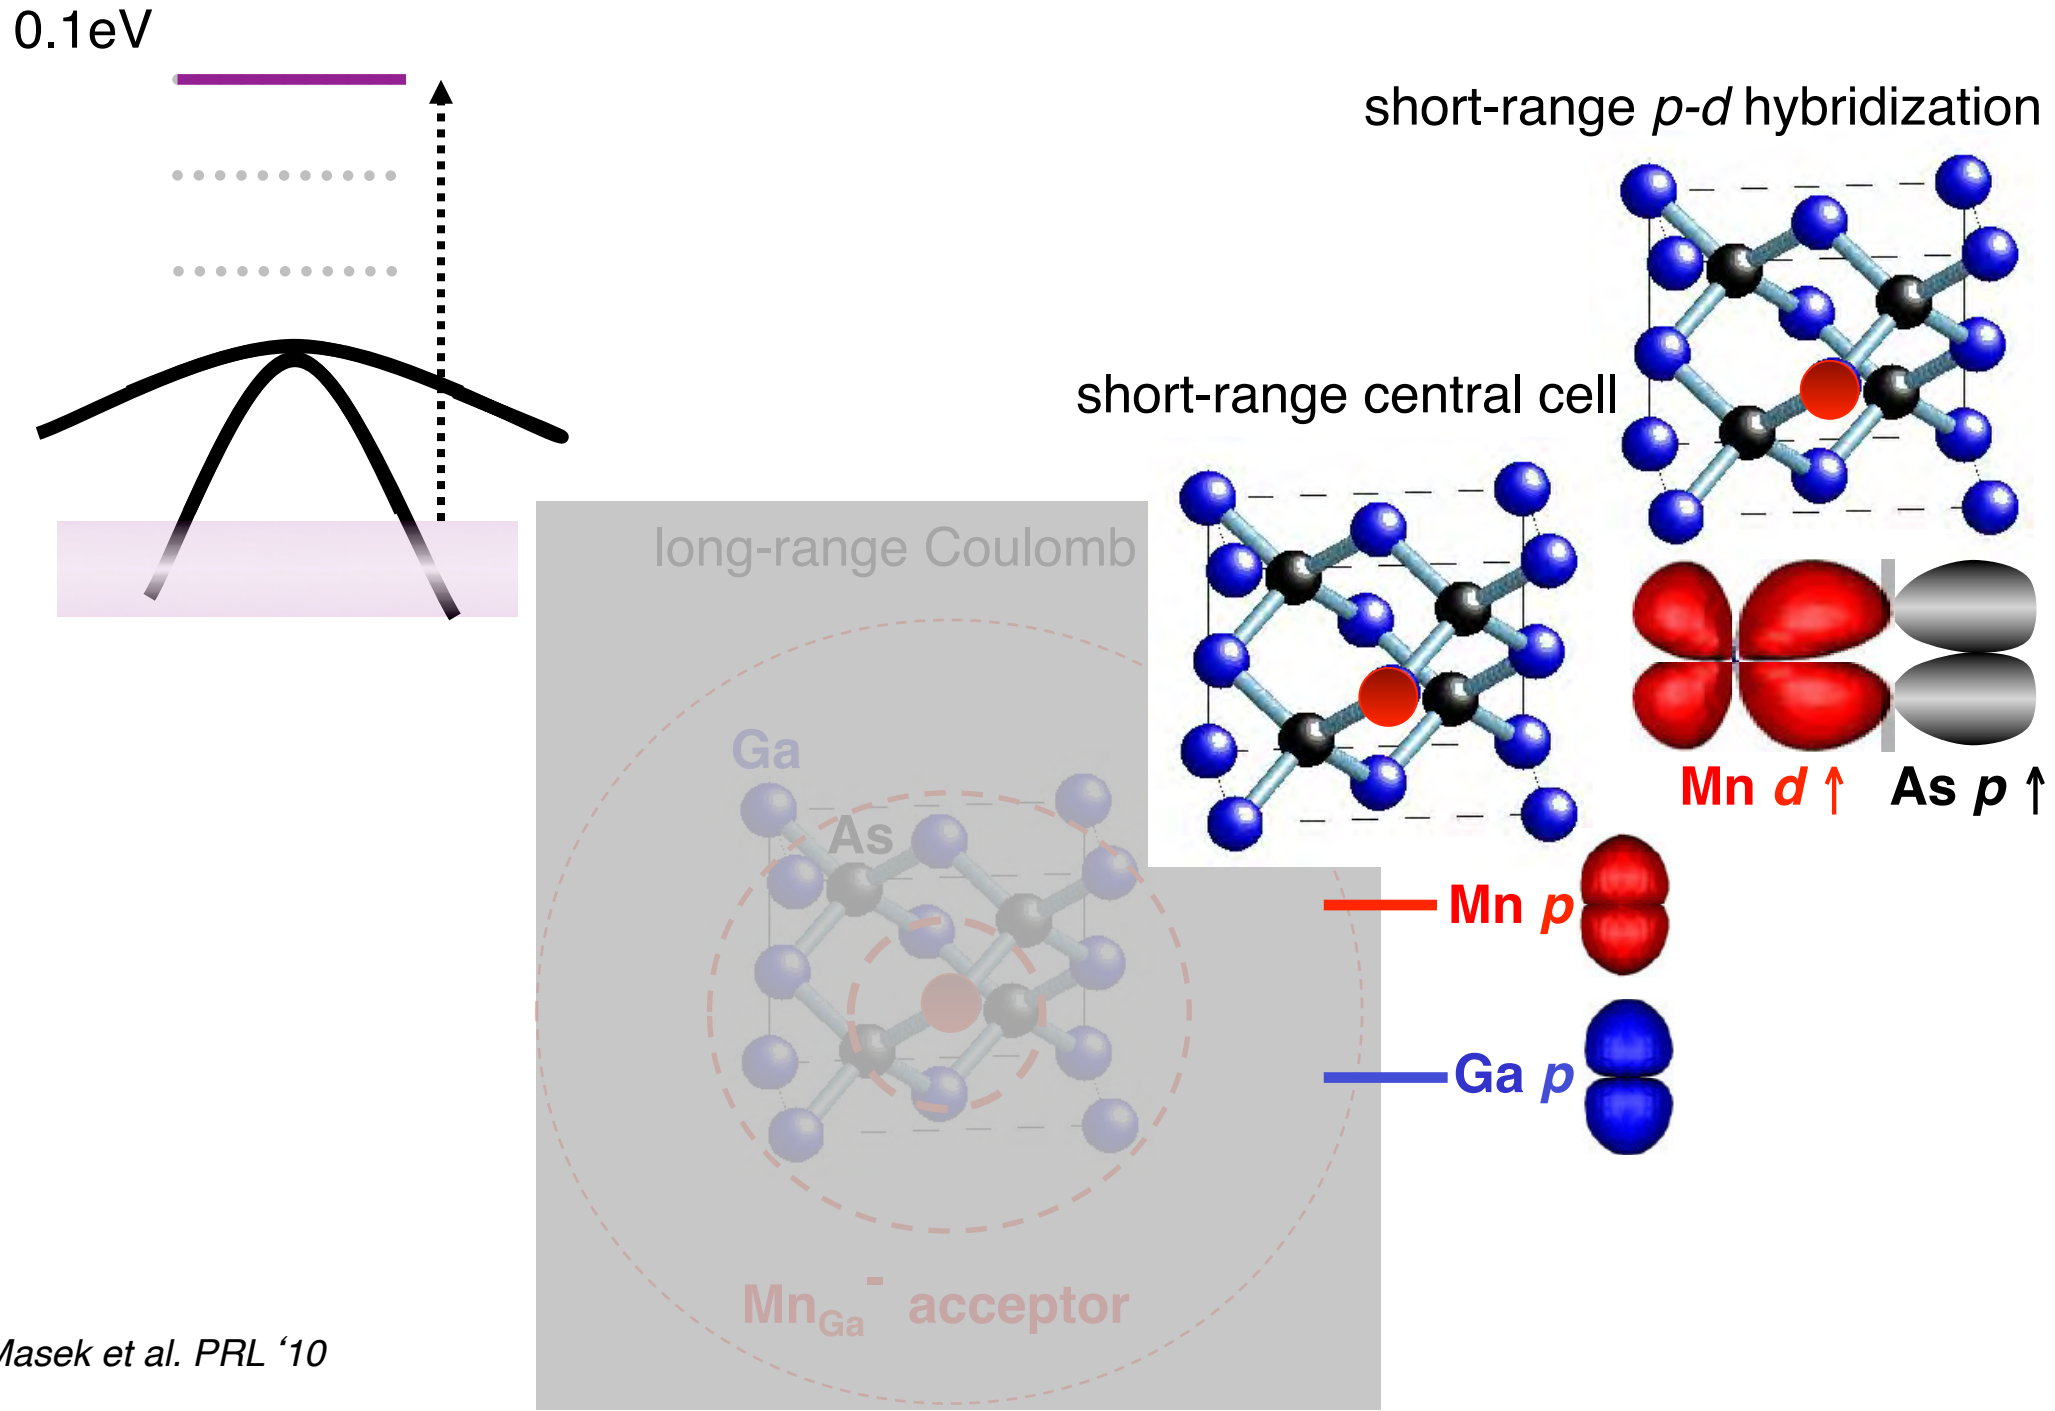 0.1eV
short-range p-d hybridization
short-range central cell
long-range Coulomb
Ga
As
Mn d ↑ As p ↑
Mn p
Ga p
MnGa- acceptor
Masek et al. PRL ‘10